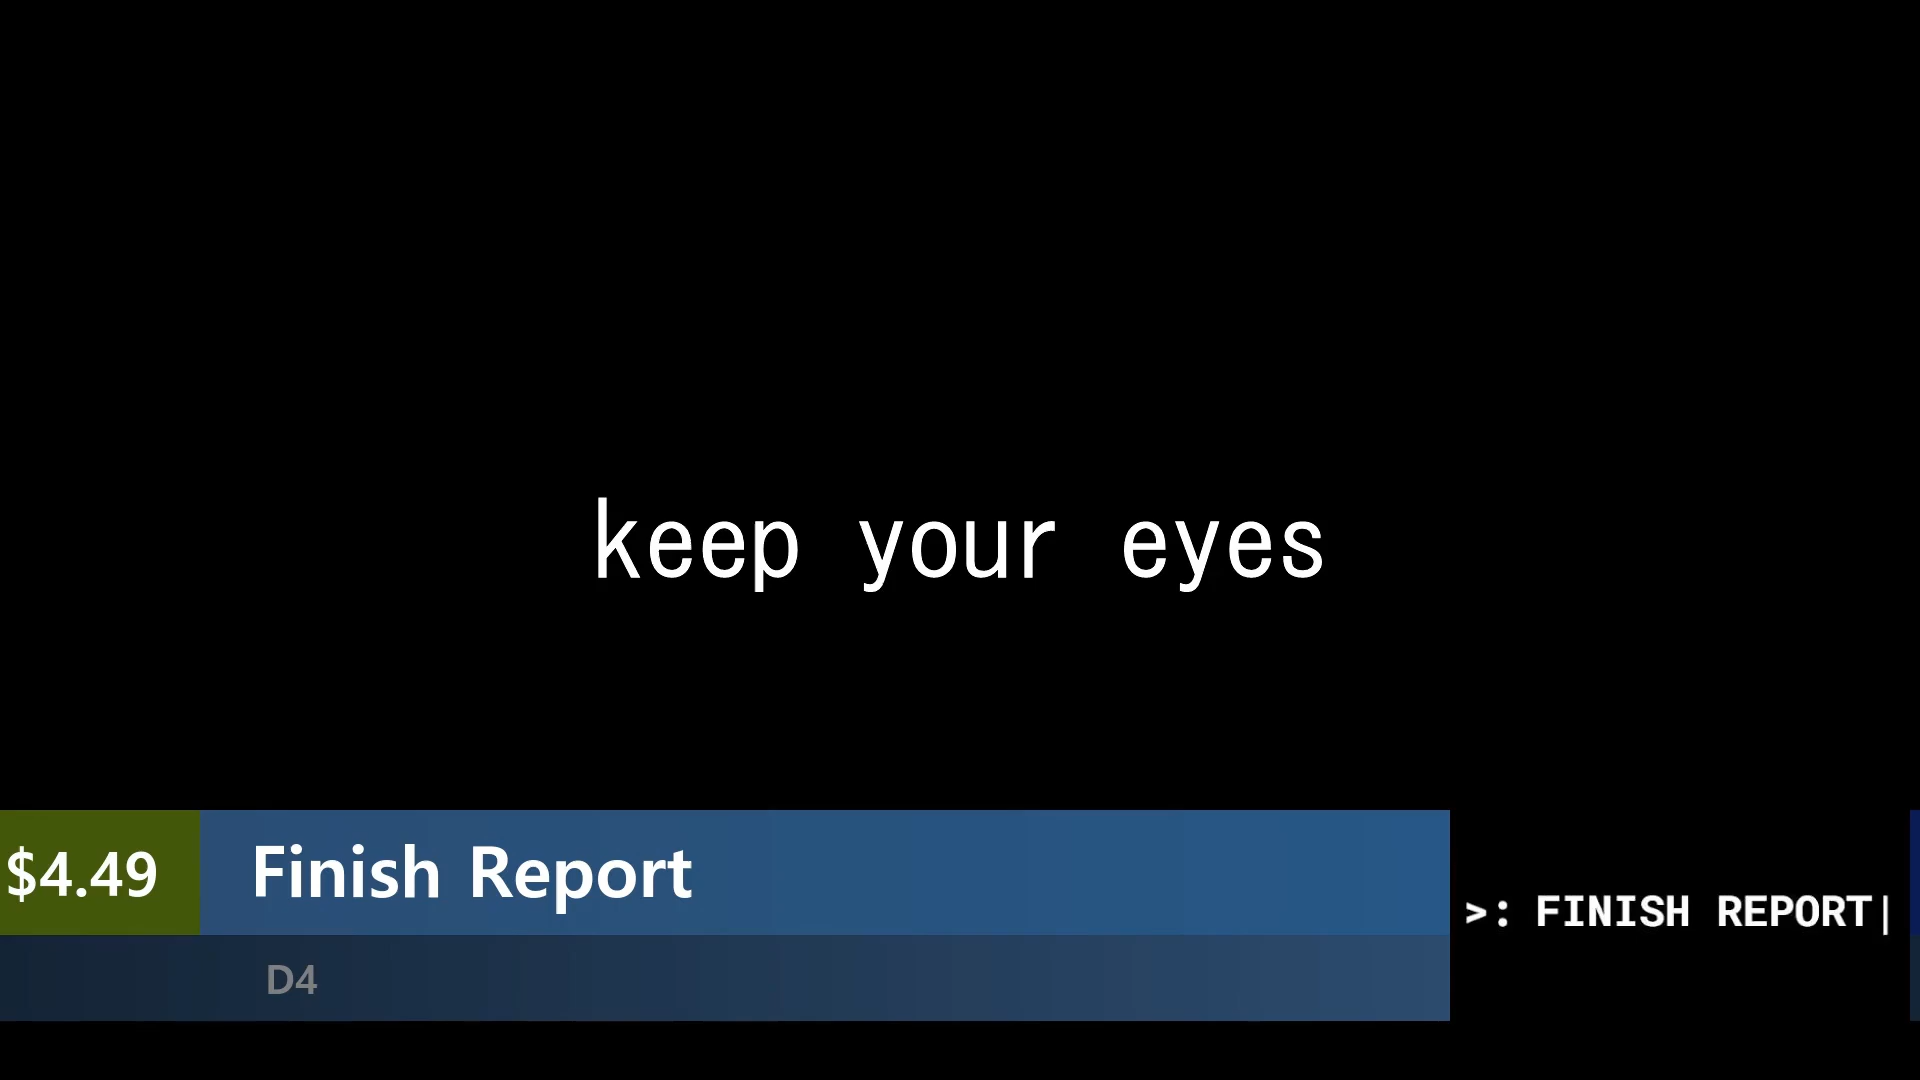 keep your eyes
$4.49
Finish Report
>: FINISH REPORT|
D4